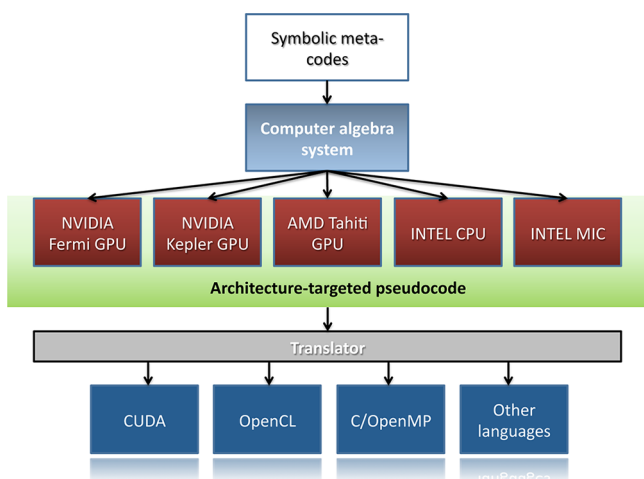 Symbolic meta-
codes
Computer algebra
system
NVIDIA
Fermi GPU
NVIDIA
Kepler GPU
AMD Tahiti
GPU
INTEL CPU
INTEL MIC
Architecture-targeted pseudocode
Translator
CUDA
OpenCL
C/OpenMP
Other
languages